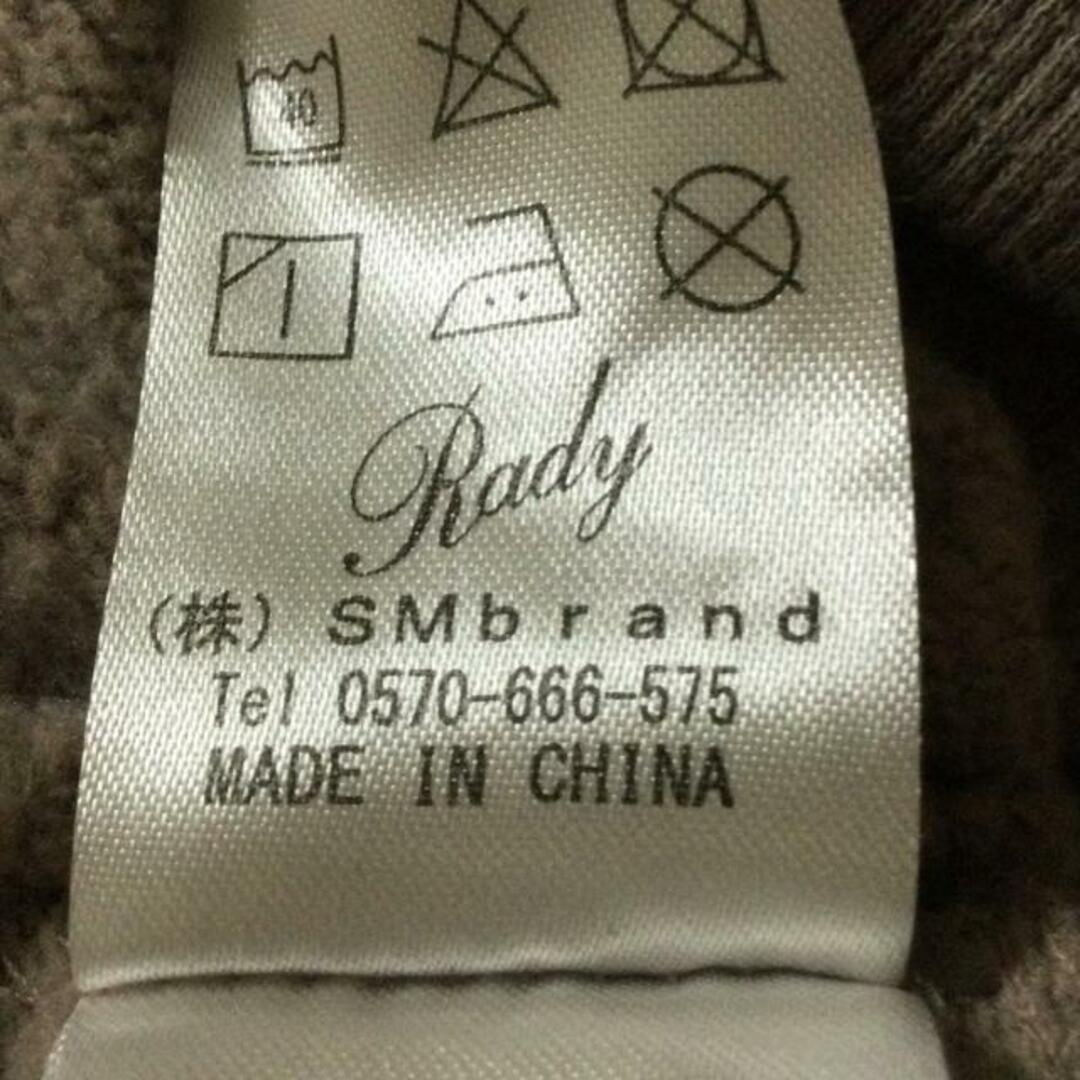 40
Rady
(株) SMbrand
Tel 0570-666-575
MADE IN CHINA